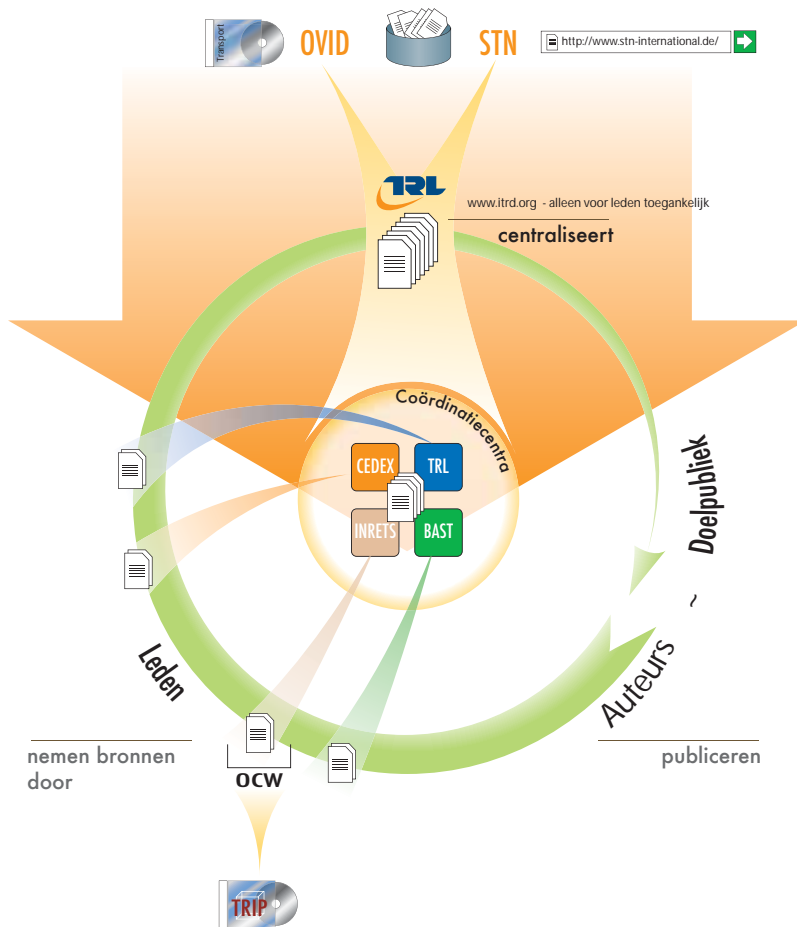 Transport
OVID
STN
http://www.stn-international.de/
TRL
www.itrd.org - alleen voor leden toegankelijk
centraliseert
Coördinatiecentra
CEDEX
TRL
INRETS
BAST
Doelpubliek
~
Auteurs
publiceren
Leden
nemen bronnen
door
OCW
TRIP